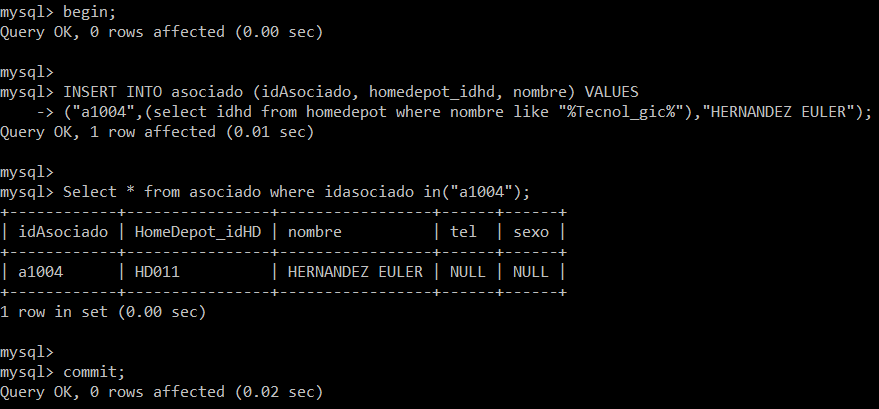 mysql> begin;
Query OK, 0 rows affected (0.00 sec)

mysql>
mysql> INSERT INTO asociado (idAsociado, homedepot_idhd, nombre) VALUES
    -> ("a1004",(select idhd from homedepot where nombre like "%Tecnol_gic%"),"HERNANDEZ EULER");
Query OK, 1 row affected (0.01 sec)

mysql>
mysql> Select * from asociado where idasociado in("a1004");
+------------+----------------+-----------------+------+------+
| idAsociado | HomeDepot_idHD | nombre          | tel  | sexo |
+------------+----------------+-----------------+------+------+
| a1004      | HD011          | HERNANDEZ EULER | NULL | NULL |
+------------+----------------+-----------------+------+------+
1 row in set (0.00 sec)

mysql>
mysql> commit;
Query OK, 0 rows affected (0.02 sec)